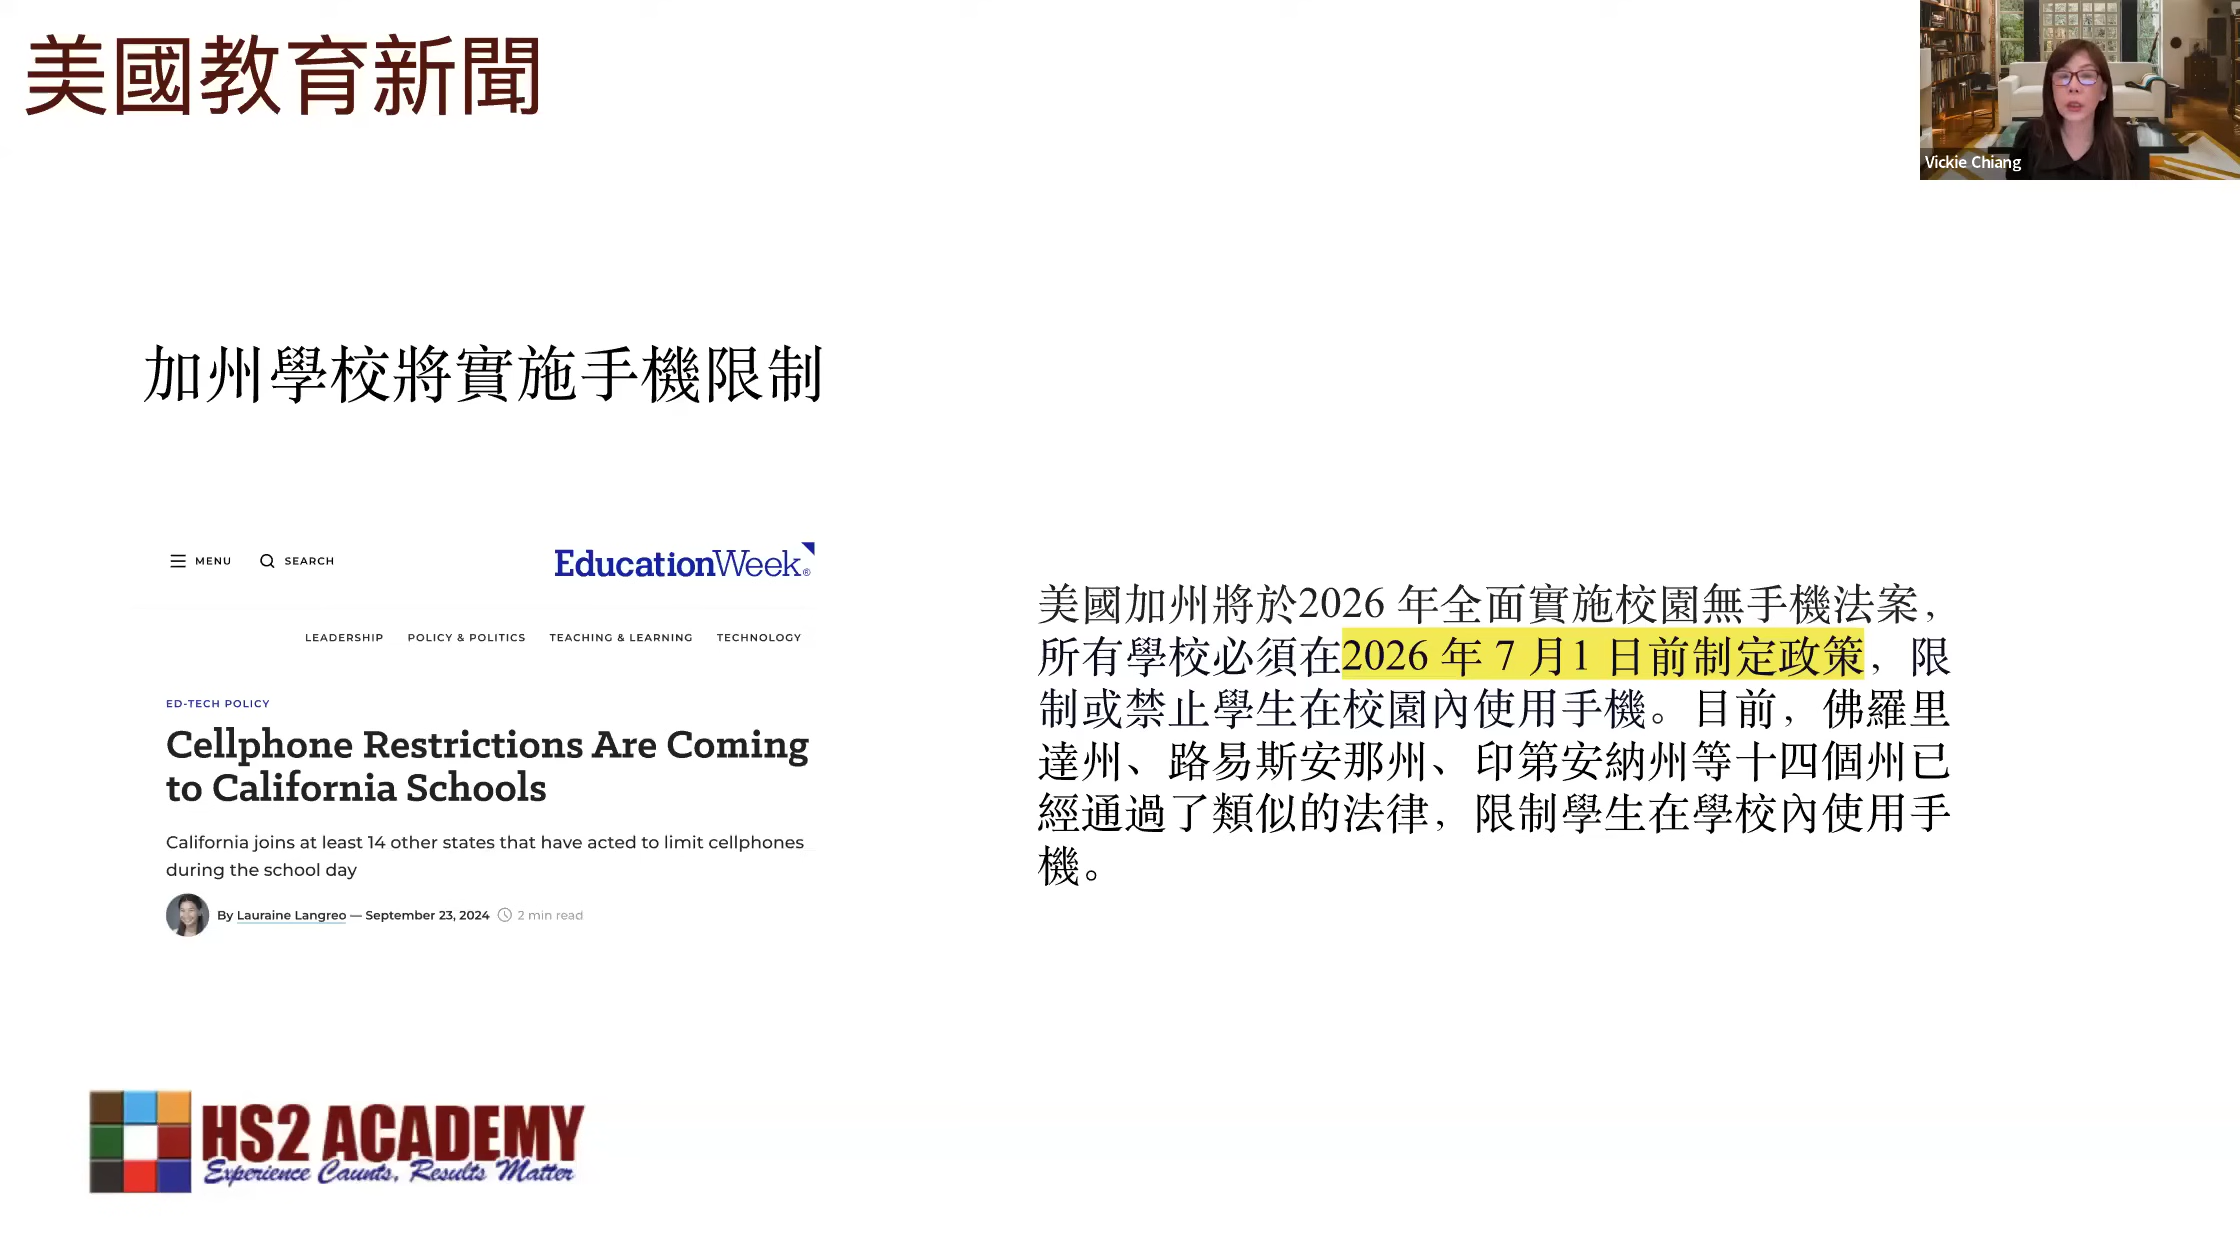 美國教育新聞
Vickie Chiang
加州學校將實施手機限制
MENU SEARCH EducationWeek®
LEADERSHIP POLICY & POLITICS TEACHING & LEARNING TECHNOLOGY
ED-TECH POLICY
Cellphone Restrictions Are Coming
to California Schools
California joins at least 14 other states that have acted to limit cellphones
during the school day
By Lauraine Langreo — September 23, 2024 2 min read
美國加州將於2026 年全面實施校園無手機法案，
所有學校必須在2026 年 7 月1 日前制定政策，限
制或禁止學生在校園內使用手機。目前，佛羅里
達州、路易斯安那州、印第安納州等十四個州已
經通過了類似的法律，限制學生在學校內使用手
機。
HS2 ACADEMY
Experience Counts, Results Matter